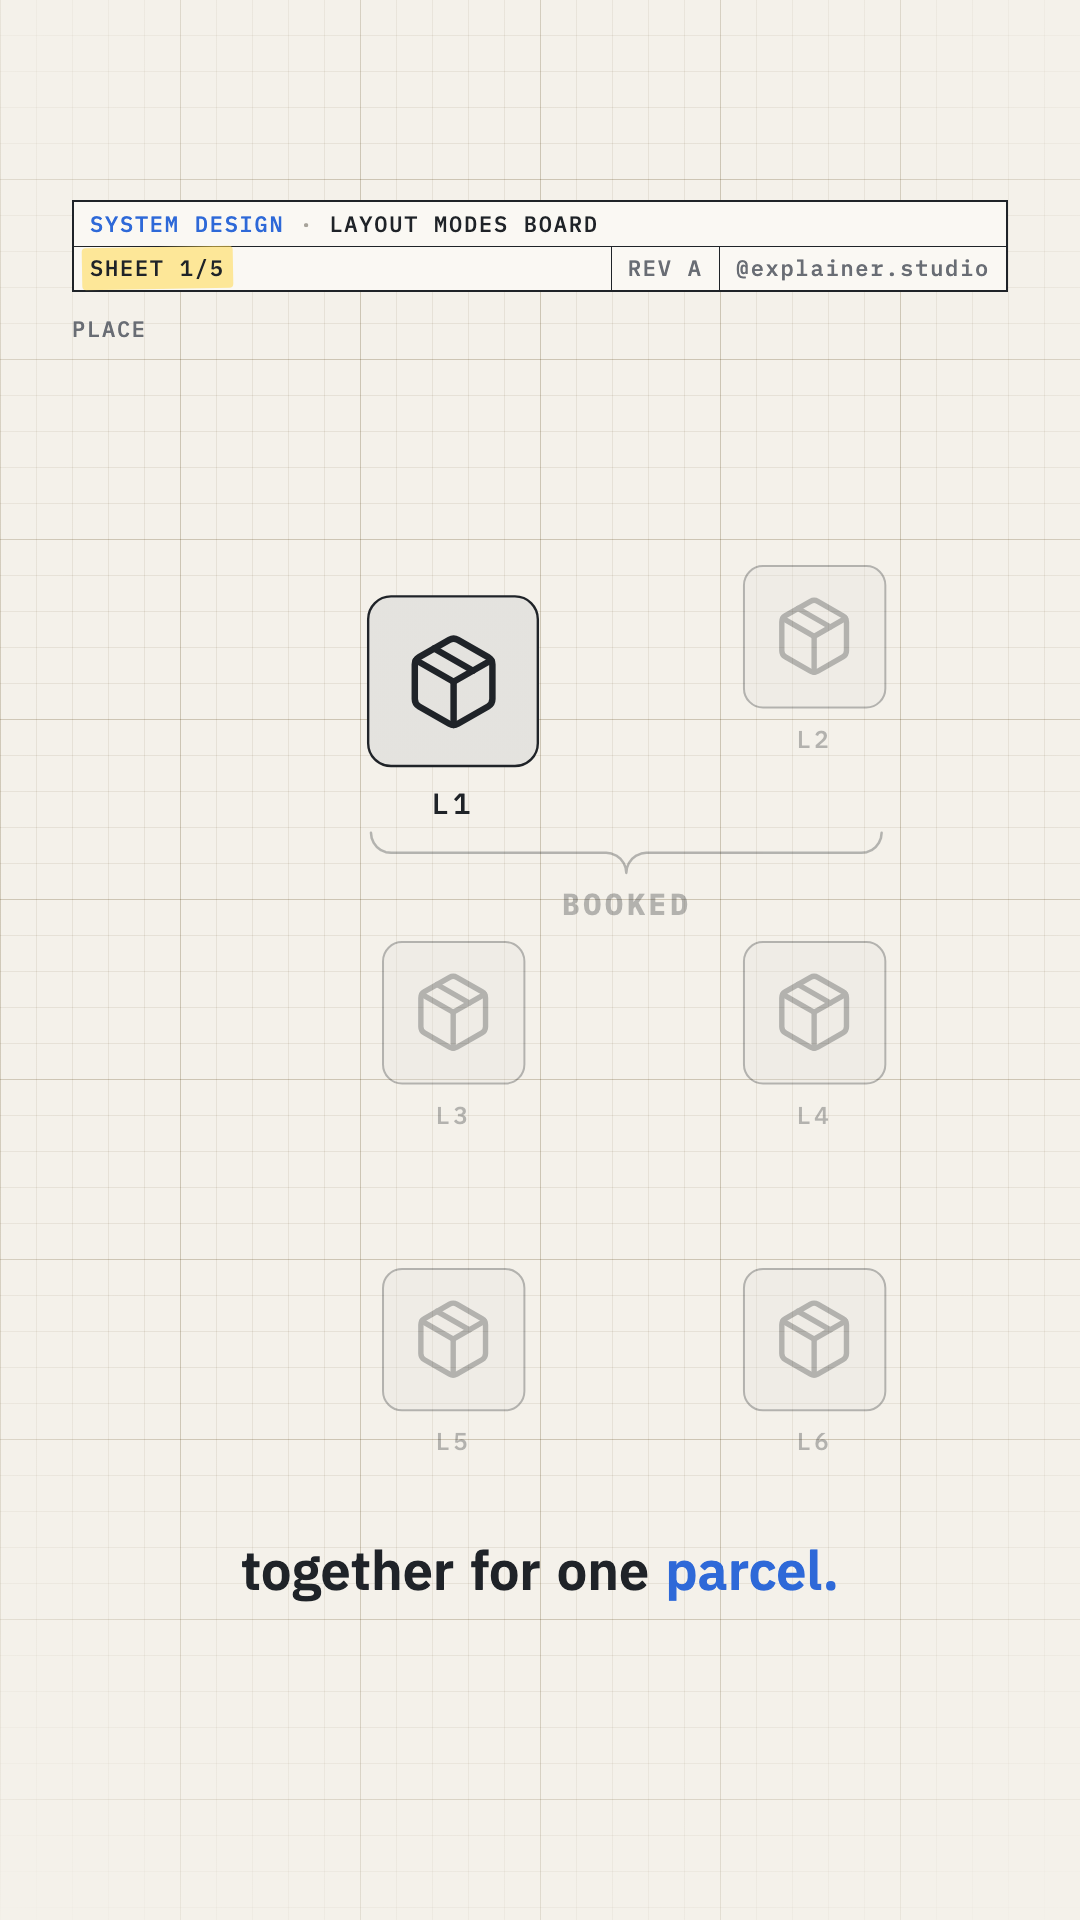 SYSTEM DESIGN · LAYOUT MODES BOARD
SHEET 1/5 REV A @explainer.studio
PLACE
L2
L1
BOOKED
L3 L4
L5 L6
together for one parcel.